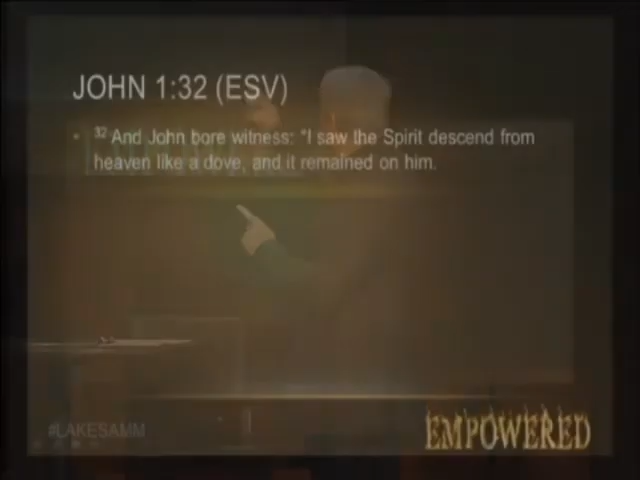 JOHN 1:32 (ESV)
32 And John bore witness: "I saw the Spirit descend from
heaven like a dove, and it remained on him.
#LAKESAMM
EMPOWERED